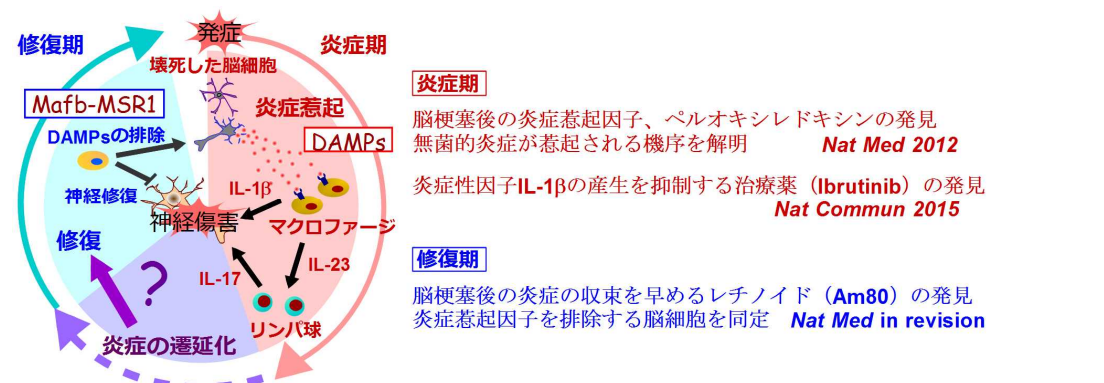 発症
修復期
炎症期
壊死した脳細胞
Mafb-MSR1
炎症惹起
DAMPsの排除
DAMPs
神経修復
IL-1β
神経傷害
マクロファージ
修復
IL-17
IL-23
?
リンパ球
炎症の遷延化
炎症期
脳梗塞後の炎症惹起因子、ペルオキシレドキシンの発見
無菌的炎症が惹起される機序を解明 Nat Med 2012
炎症性因子IL-1βの産生を抑制する治療薬（Ibrutinib）の発見
Nat Commun 2015
修復期
脳梗塞後の炎症の収束を早めるレチノイド（Am80）の発見
炎症惹起因子を排除する脳細胞を同定 Nat Med in revision